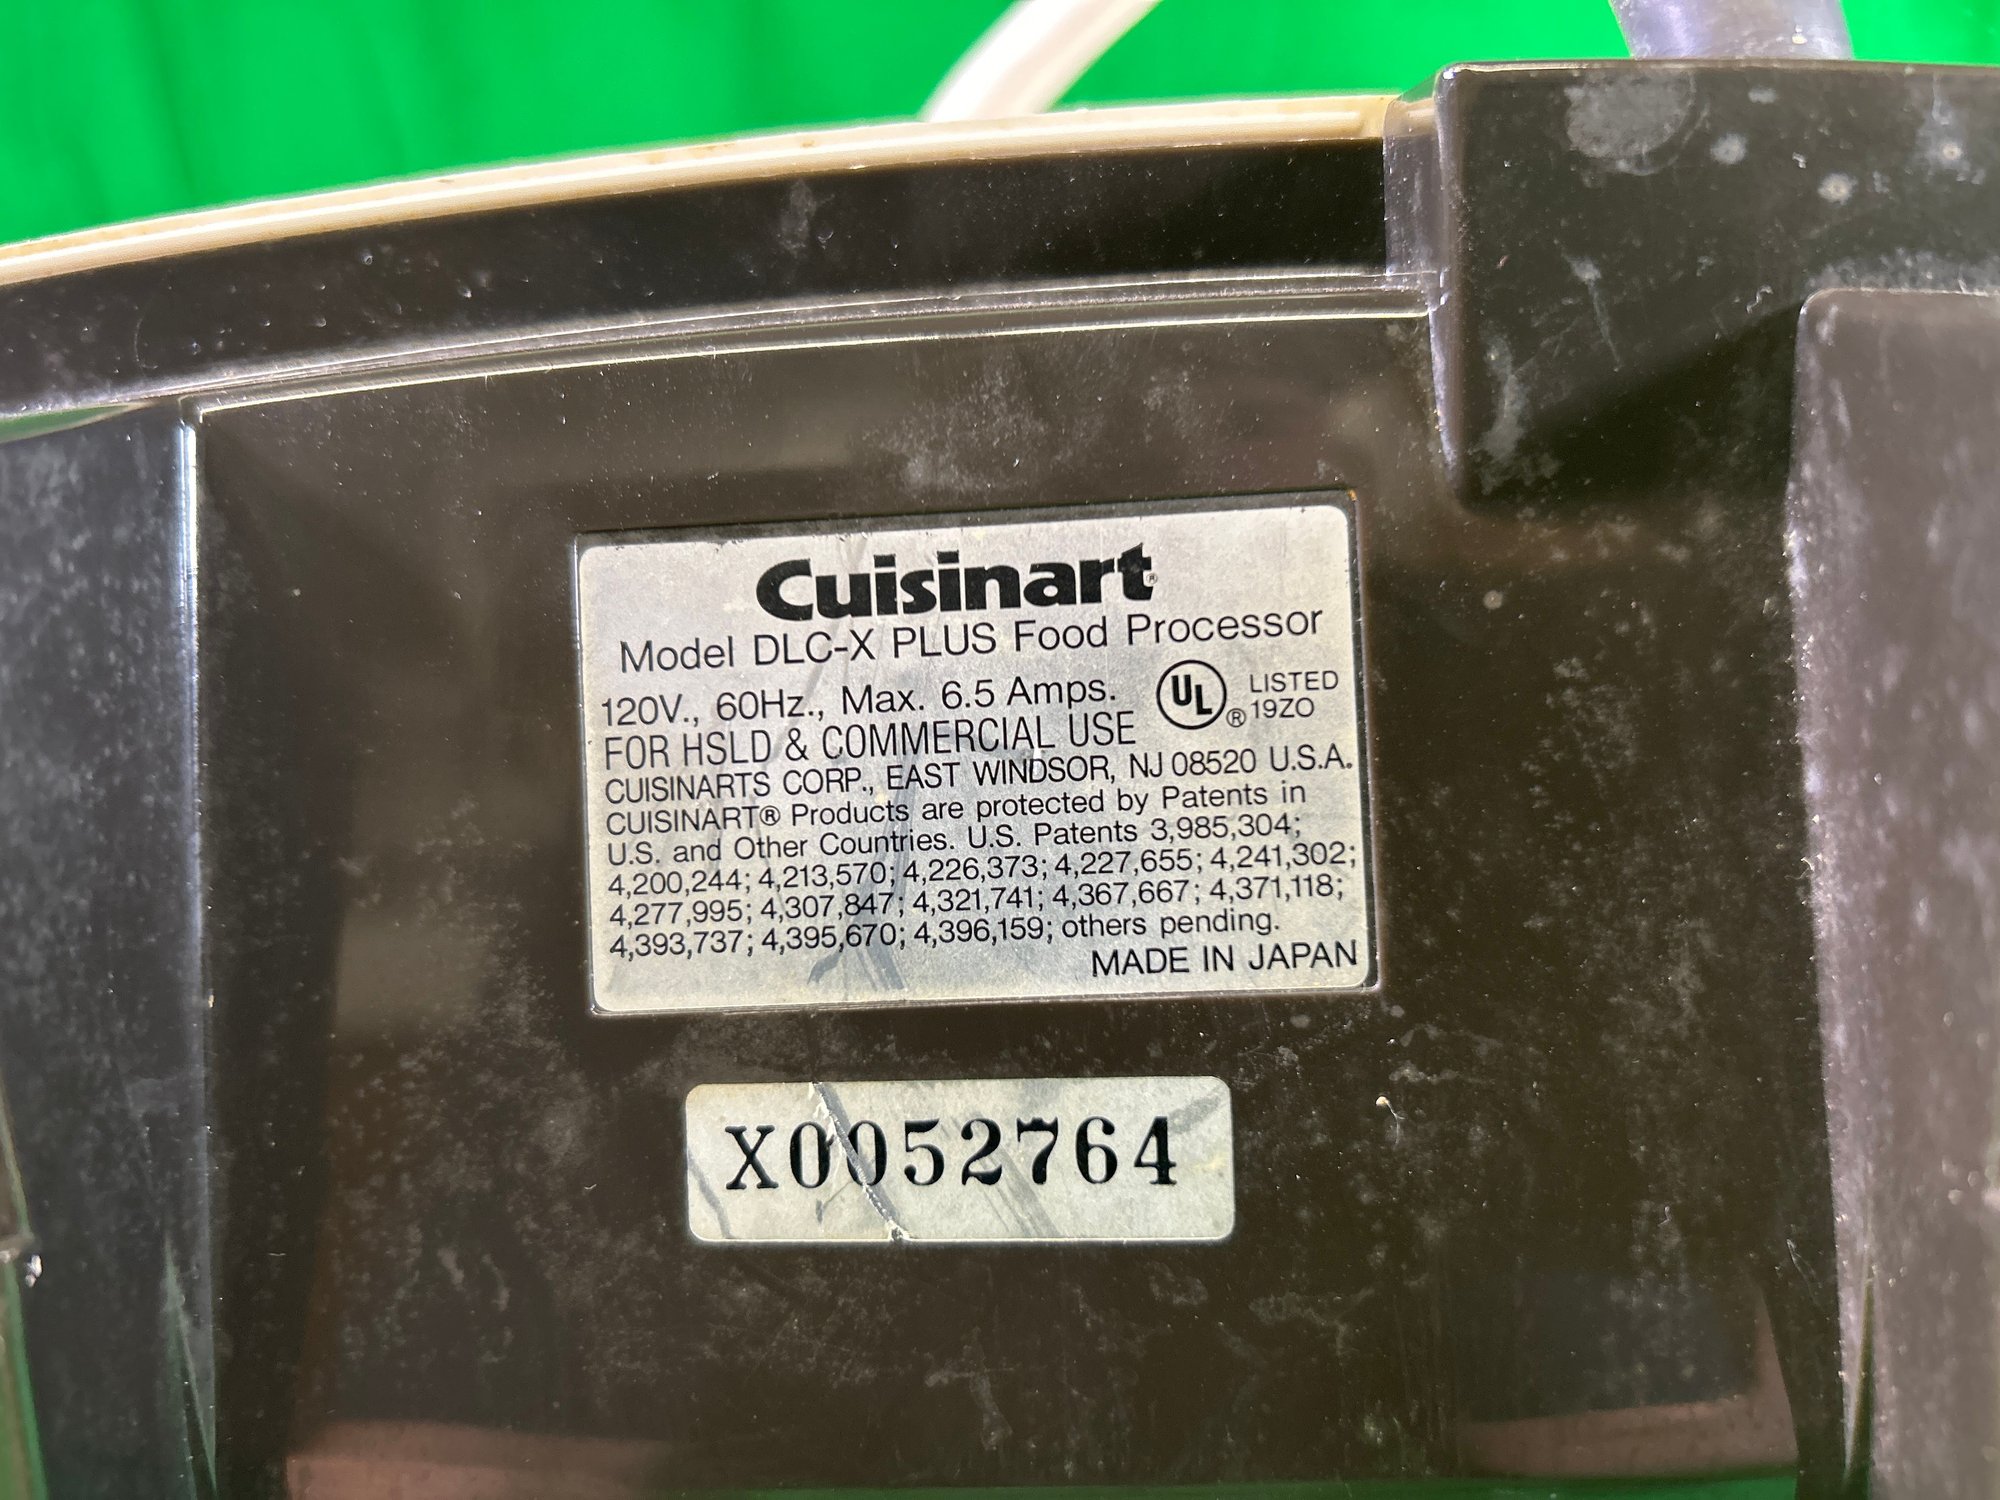 Cuisinart®
Model DLC-X PLUS Food Processor
120V., 60Hz., Max. 6.5 Amps.
UL® LISTED
19ZO
FOR HSLD & COMMERCIAL USE
CUISINARTS CORP., EAST WINDSOR, NJ 08520 U.S.A.
CUISINART® Products are protected by Patents in
U.S. and Other Countries. U.S. Patents 3,985,304;
4,200,244; 4,213,570; 4,226,373; 4,227,655; 4,241,302;
4,277,995; 4,307,847; 4,321,741; 4,367,667; 4,371,118;
4,393,737; 4,395,670; 4,396,159; others pending.
MADE IN JAPAN
X0052764